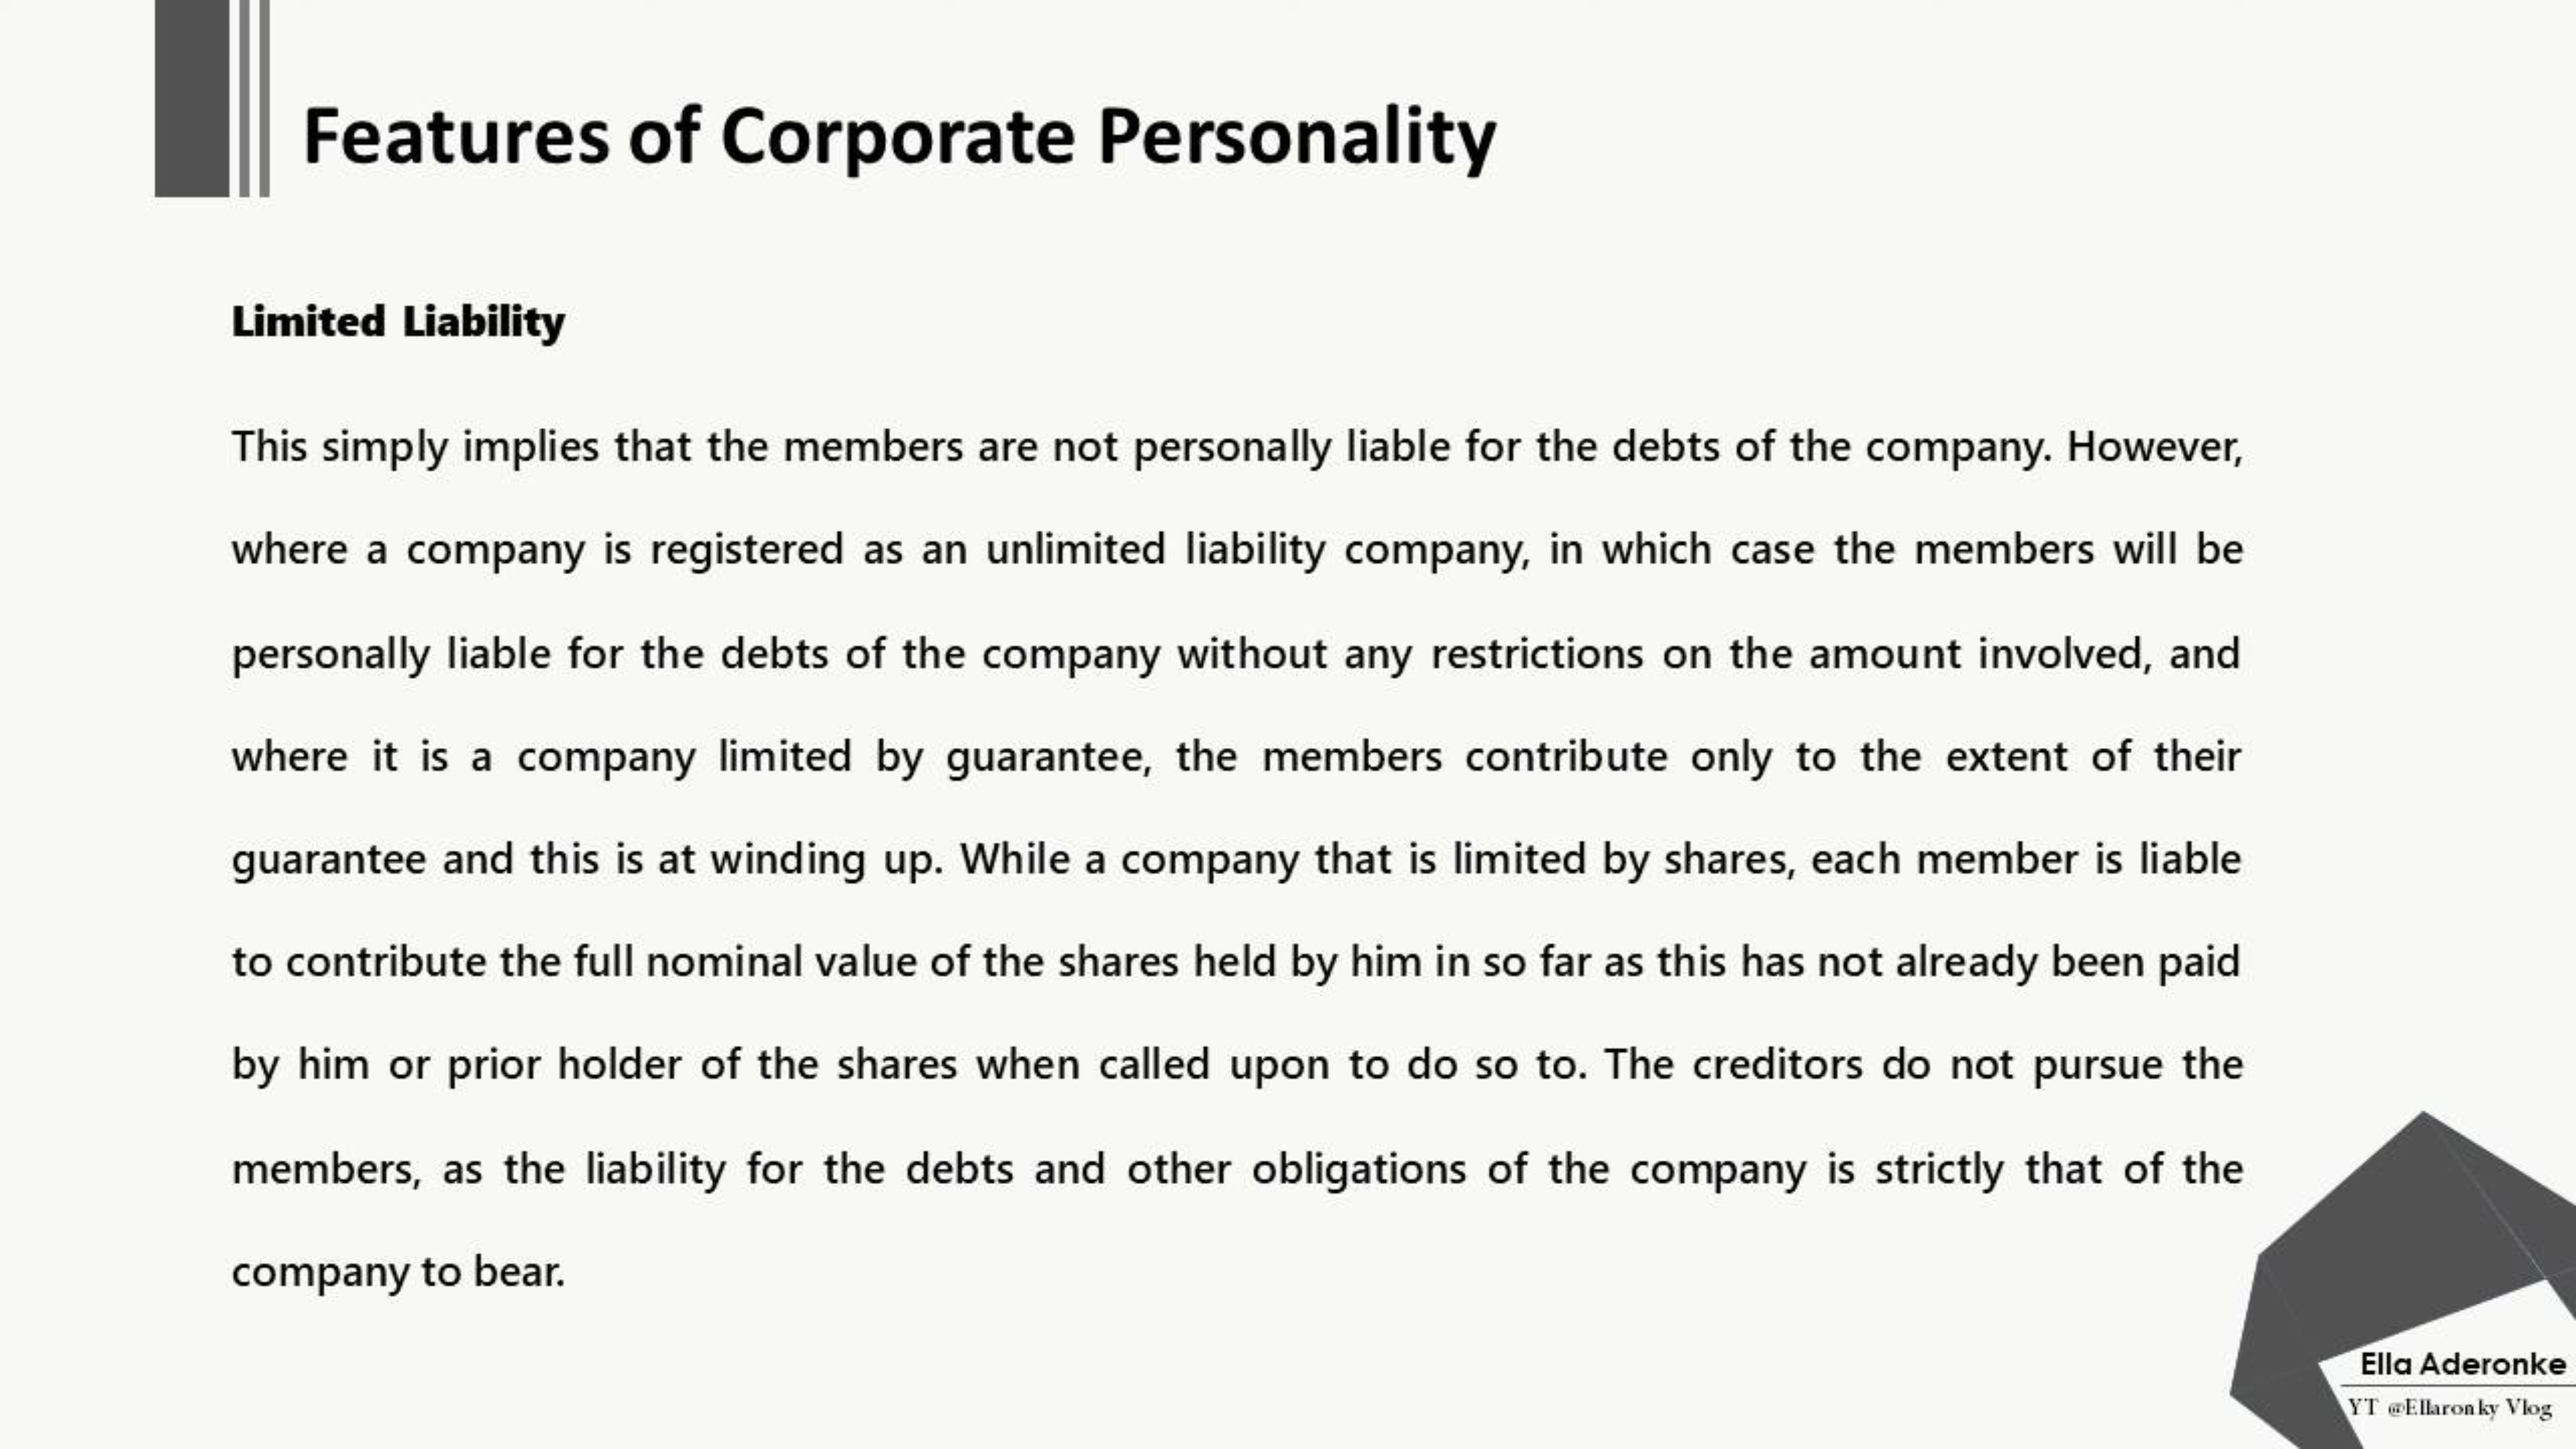 Features of Corporate Personality
Limited Liability
This simply implies that the members are not personally liable for the debts of the company. However,
where a company is registered as an unlimited liability company, in which case the members will be
personally liable for the debts of the company without any restrictions on the amount involved, and
where it is a company limited by guarantee, the members contribute only to the extent of their
guarantee and this is at winding up. While a company that is limited by shares, each member is liable
to contribute the full nominal value of the shares held by him in so far as this has not already been paid
by him or prior holder of the shares when called upon to do so to. The creditors do not pursue the
members, as the liability for the debts and other obligations of the company is strictly that of the
company to bear.
Ella Aderonke
YT @Ellaronky Vlog